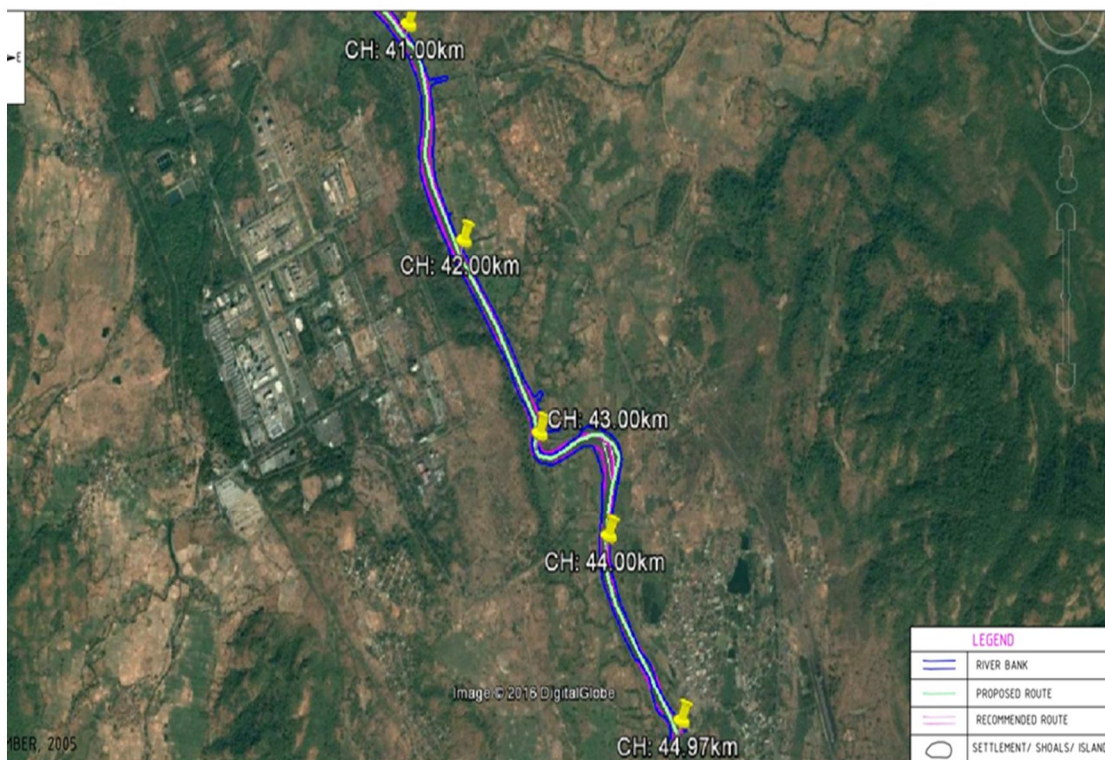 E
CH: 41.00km
CH: 42.00km
CH: 43.00km
CH: 44.00km
Image © 2016 DigitalGlobe
CH: 44.97km
MBER, 2005
LEGEND
RIVER BANK
PROPOSED ROUTE
RECOMMENDED ROUTE
SETTLEMENT/ SHOALS/ ISLAND